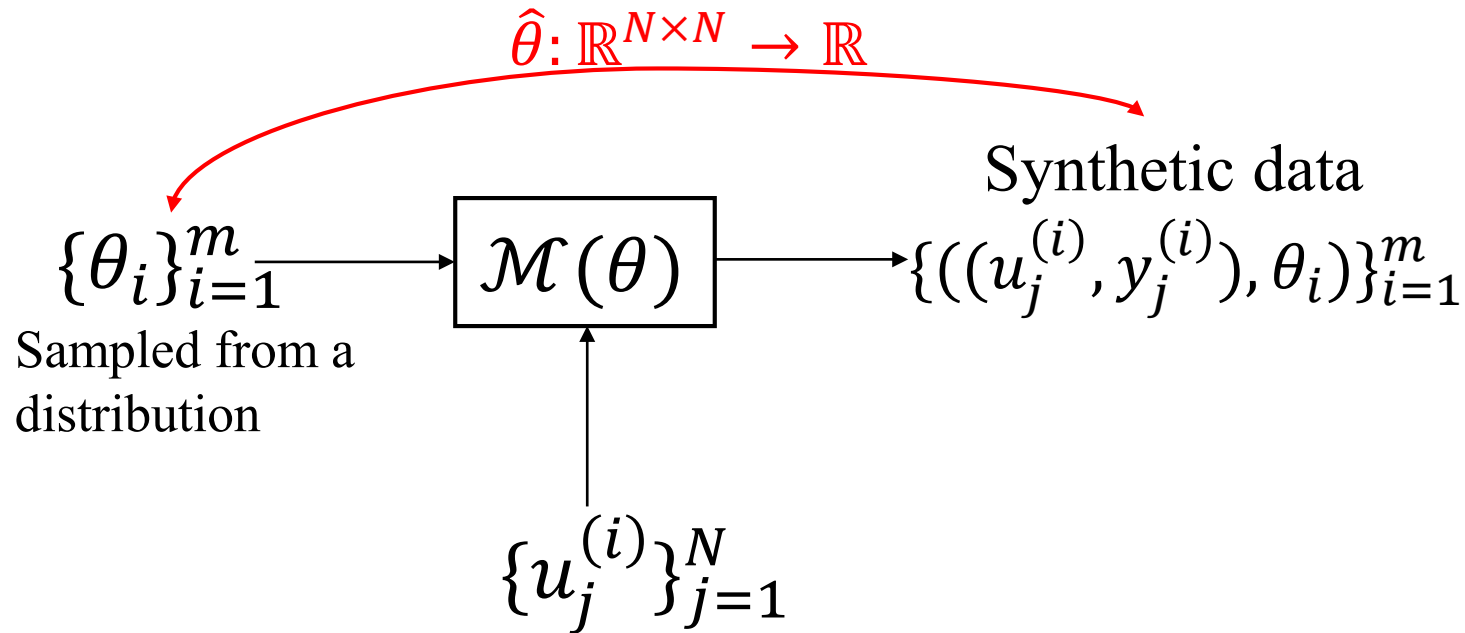 θ̂: ℝ^{N×N} → ℝ
Synthetic data
{θ_i}_{i=1}^{m}
ℳ(θ)
{((u_j^{(i)}, y_j^{(i)}), θ_i)}_{i=1}^{m}
Sampled from a
distribution
{u_j^{(i)}}_{j=1}^{N}